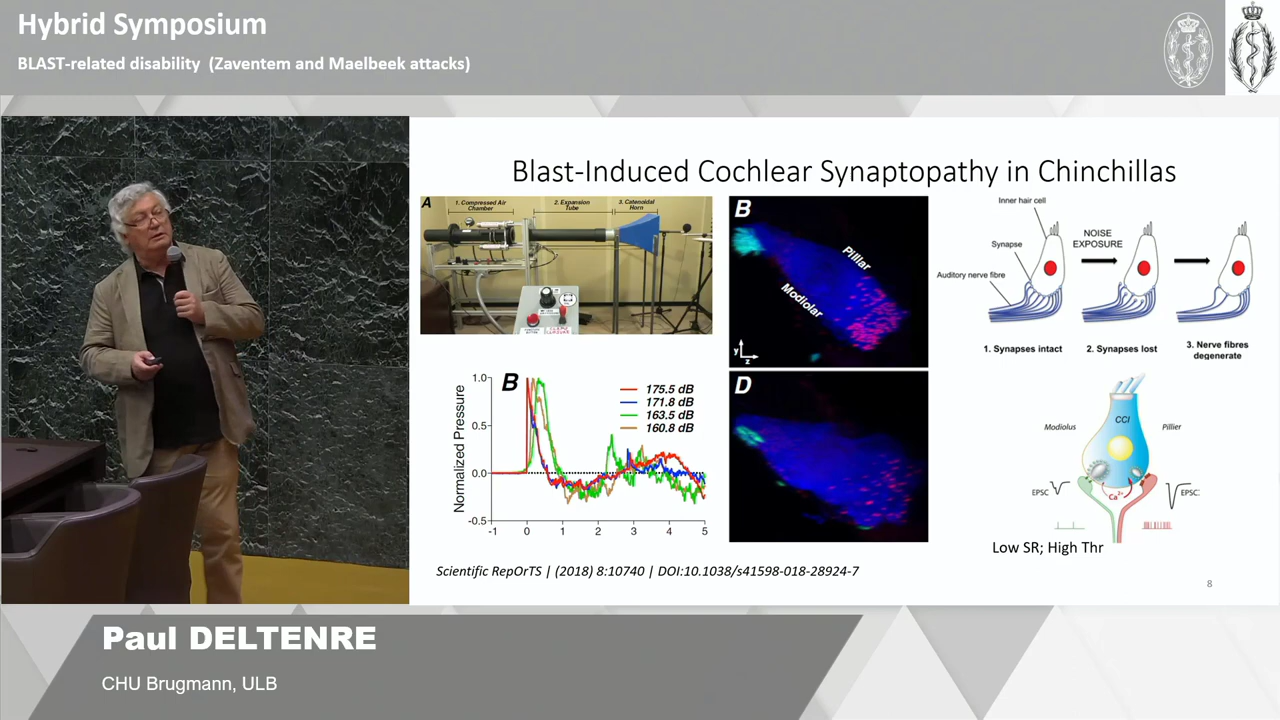 Hybrid Symposium
BLAST-related disability (Zaventem and Maelbeek attacks)
Blast-Induced Cochlear Synaptopathy in Chinchillas
A
1. Compressed Air Chamber
2. Expansion Tube
3. Catenoidal Horn
B
Pilliar
Modiolar
y
z
Inner hair cell
Synapse
Auditory nerve fibre
NOISE
EXPOSURE
1. Synapses intact
2. Synapses lost
3. Nerve fibres
degenerate
B
Normalized Pressure
1.0
0.5
0.0
-0.5
-1 0 1 2 3 4 5
175.5 dB
171.8 dB
163.5 dB
160.8 dB
D
CCI
Modiolus
Pillier
EPSC
Ca2+
EPSC
Low SR; High Thr
Scientific RepOrTS | (2018) 8:10740 | DOI:10.1038/s41598-018-28924-7
8
Paul DELTENRE
CHU Brugmann, ULB